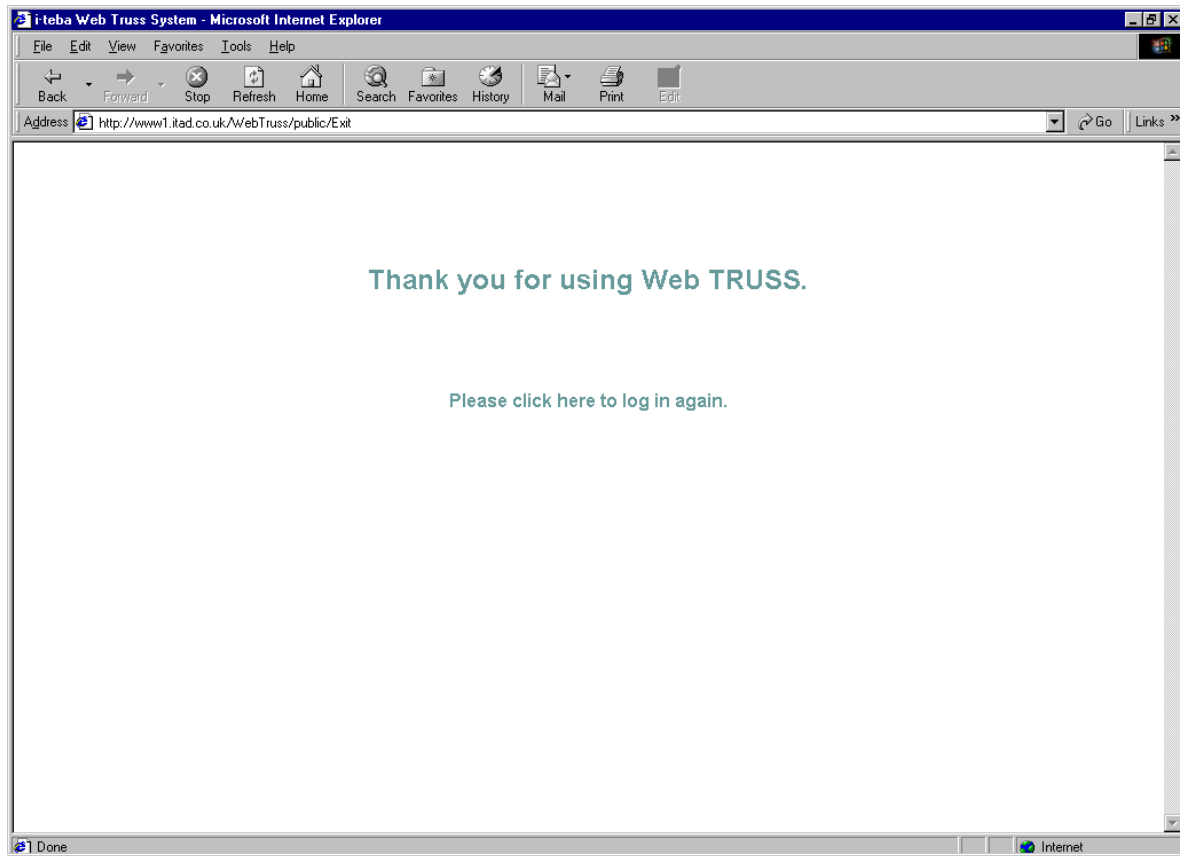 i-teba Web Truss System - Microsoft Internet Explorer
File Edit View Favorites Tools Help
Back Forward Stop Refresh Home Search Favorites History Mail Print Edit
Address http://www1.itad.co.uk/WebTruss/public/Exit Go Links »
Thank you for using Web TRUSS.
Please click here to log in again.
Done Internet